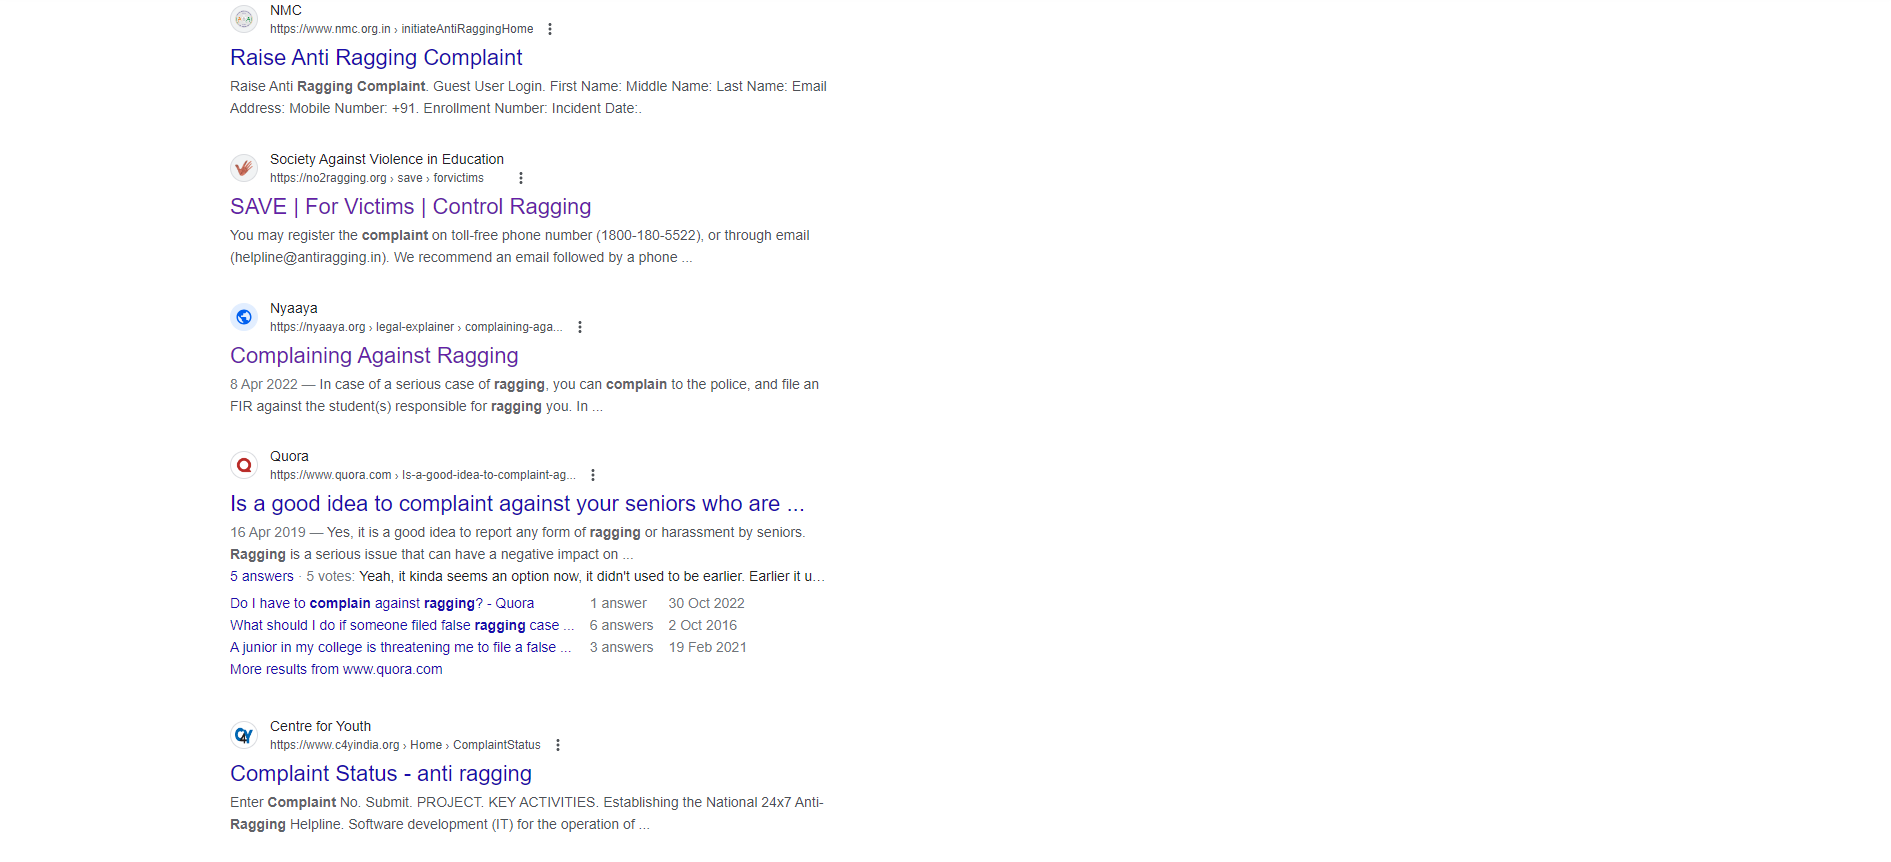 NMC
https://www.nmc.org.in › initiateAntiRaggingHome
Raise Anti Ragging Complaint
Raise Anti Ragging Complaint. Guest User Login. First Name: Middle Name: Last Name: Email
Address: Mobile Number: +91. Enrollment Number: Incident Date:.
Society Against Violence in Education
https://no2ragging.org › save › forvictims
SAVE | For Victims | Control Ragging
You may register the complaint on toll-free phone number (1800-180-5522), or through email
(helpline@antiragging.in). We recommend an email followed by a phone ...
Nyaaya
https://nyaaya.org › legal-explainer › complaining-aga...
Complaining Against Ragging
8 Apr 2022 — In case of a serious case of ragging, you can complain to the police, and file an
FIR against the student(s) responsible for ragging you. In ...
Quora
https://www.quora.com › Is-a-good-idea-to-complaint-ag...
Is a good idea to complaint against your seniors who are ...
16 Apr 2019 — Yes, it is a good idea to report any form of ragging or harassment by seniors.
Ragging is a serious issue that can have a negative impact on ...
5 answers · 5 votes: Yeah, it kinda seems an option now, it didn't used to be earlier. Earlier it u...
Do I have to complain against ragging? - Quora 1 answer 30 Oct 2022
What should I do if someone filed false ragging case ... 6 answers 2 Oct 2016
A junior in my college is threatening me to file a false ... 3 answers 19 Feb 2021
More results from www.quora.com
Centre for Youth
https://www.c4yindia.org › Home › ComplaintStatus
Complaint Status - anti ragging
Enter Complaint No. Submit. PROJECT. KEY ACTIVITIES. Establishing the National 24x7 Anti-
Ragging Helpline. Software development (IT) for the operation of ...